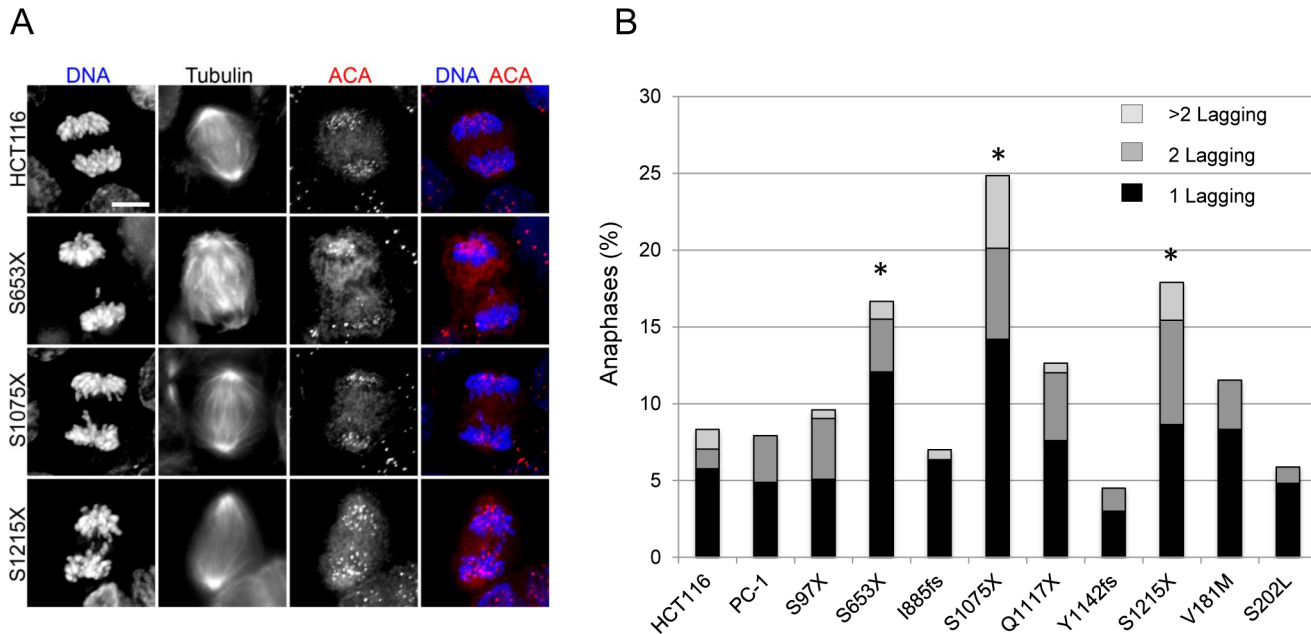 A
DNA Tubulin ACA DNA ACA
HCT116
S653X
S1075X
S1215X
B
30
25
20
15
10
5
0
Anaphases (%)
>2 Lagging
2 Lagging
1 Lagging
*
*
*
HCT116 PC-1 S97X S653X I885fs S1075X Q1117X Y1142fs S1215X V181M S202L